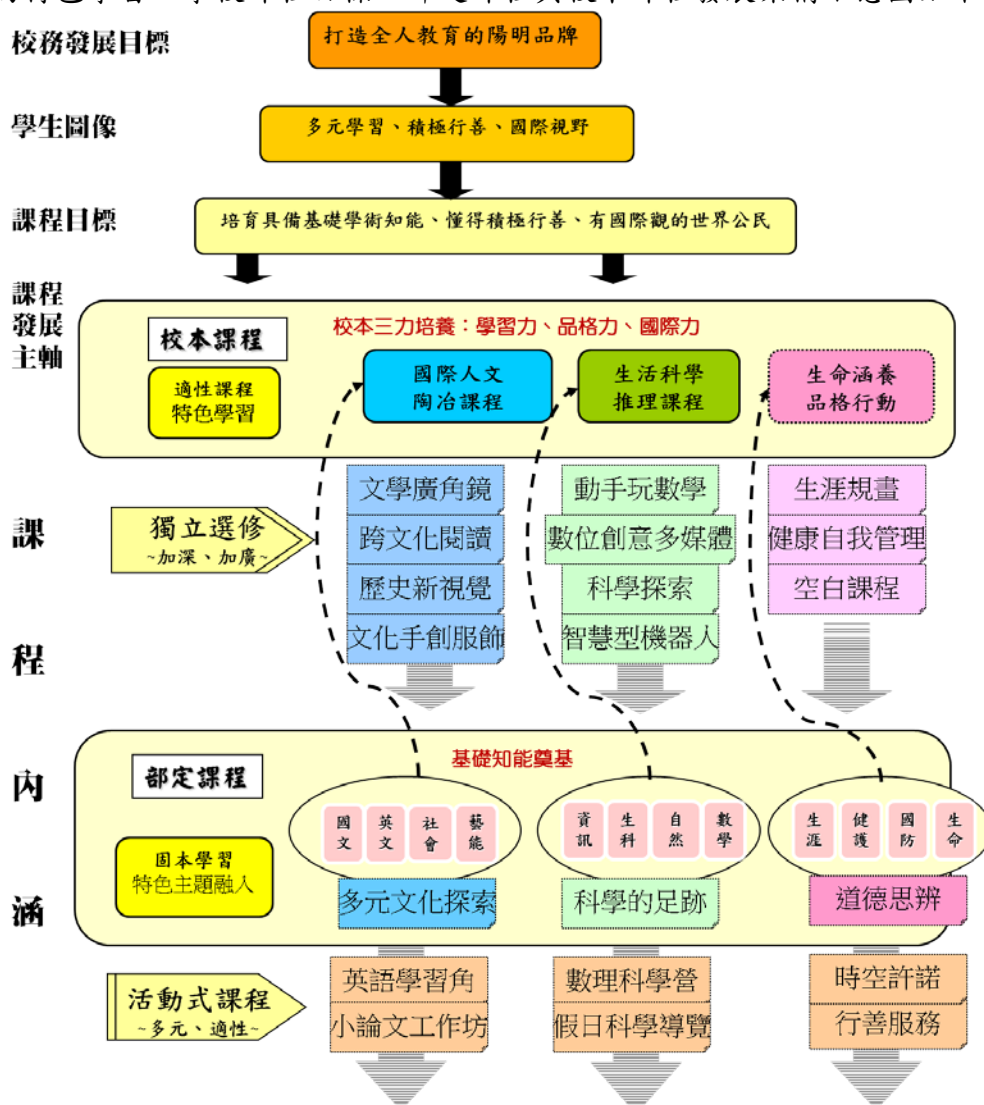 校務發展目標
打造全人教育的陽明品牌
學生圖像
多元學習、積極行善、國際視野
課程目標
培育具備基礎學術知能、懂得積極行善、有國際觀的世界公民
課程
發展
主軸
校本課程
校本三力培養：學習力、品格力、國際力
適性課程
特色學習
國際人文
陶冶課程
生活科學
推理課程
生命涵養
品格行動
課
程
內
涵
獨立選修
~加深、加廣~
文學廣角鏡
跨文化閱讀
歷史新視覺
文化手創服飾
動手玩數學
數位創意多媒體
科學探索
智慧型機器人
生涯規畫
健康自我管理
空白課程
部定課程
基礎知能奠基
固本學習
特色主題融入
國文
英文
社會
藝能
資訊
生科
自然
數學
生涯
健護
國防
生命
多元文化探索
科學的足跡
道德思辨
活動式課程
~多元、適性~
英語學習角
小論文工作坊
數理科學營
假日科學導覽
時空許諾
行善服務